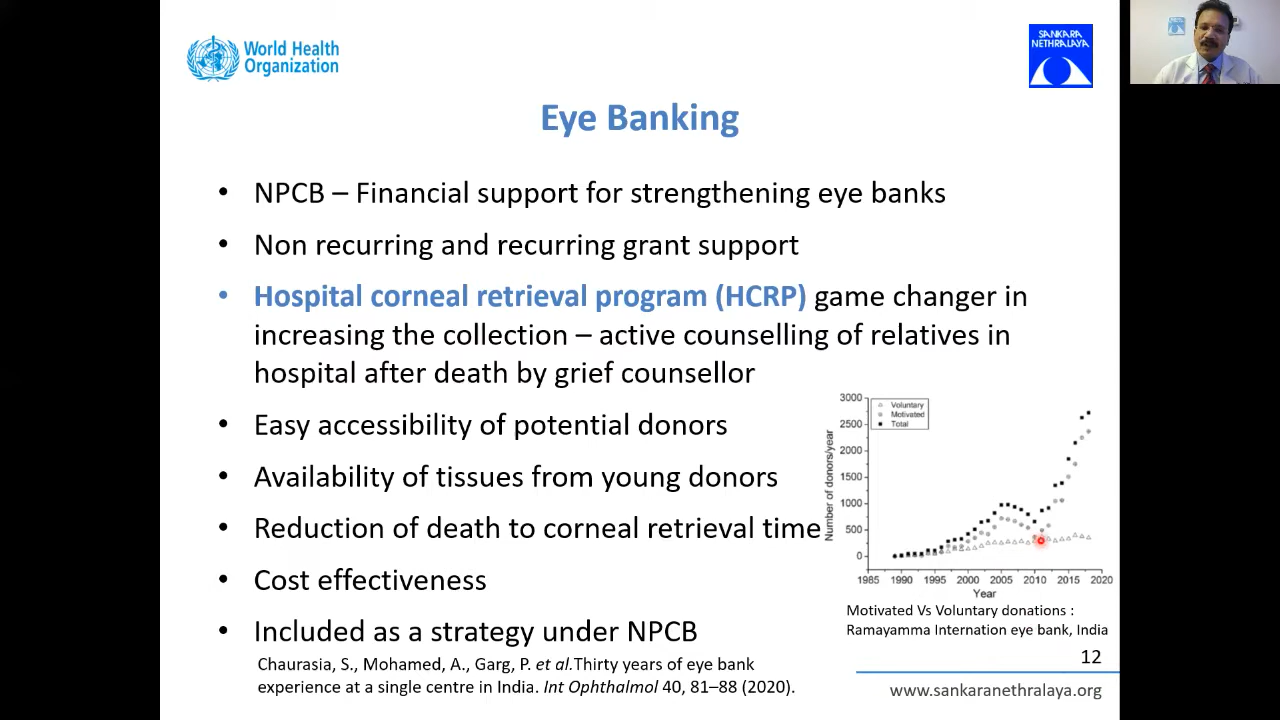 World Health
Organization
SANKARA
NETHRALAYA
Eye Banking
• NPCB – Financial support for strengthening eye banks
• Non recurring and recurring grant support
• Hospital corneal retrieval program (HCRP) game changer in
increasing the collection – active counselling of relatives in
hospital after death by grief counsellor
• Easy accessibility of potential donors
• Availability of tissues from young donors
• Reduction of death to corneal retrieval time
• Cost effectiveness
• Included as a strategy under NPCB
Chaurasia, S., Mohamed, A., Garg, P. et al.Thirty years of eye bank
experience at a single centre in India. Int Ophthalmol 40, 81–88 (2020).
Number of donors/year
3000
2500
2000
1500
1000
500
0
Voluntary
Motivated
Total
1985 1990 1995 2000 2005 2010 2015 2020
Year
Motivated Vs Voluntary donations :
Ramayamma Internation eye bank, India
12
www.sankaranethralaya.org